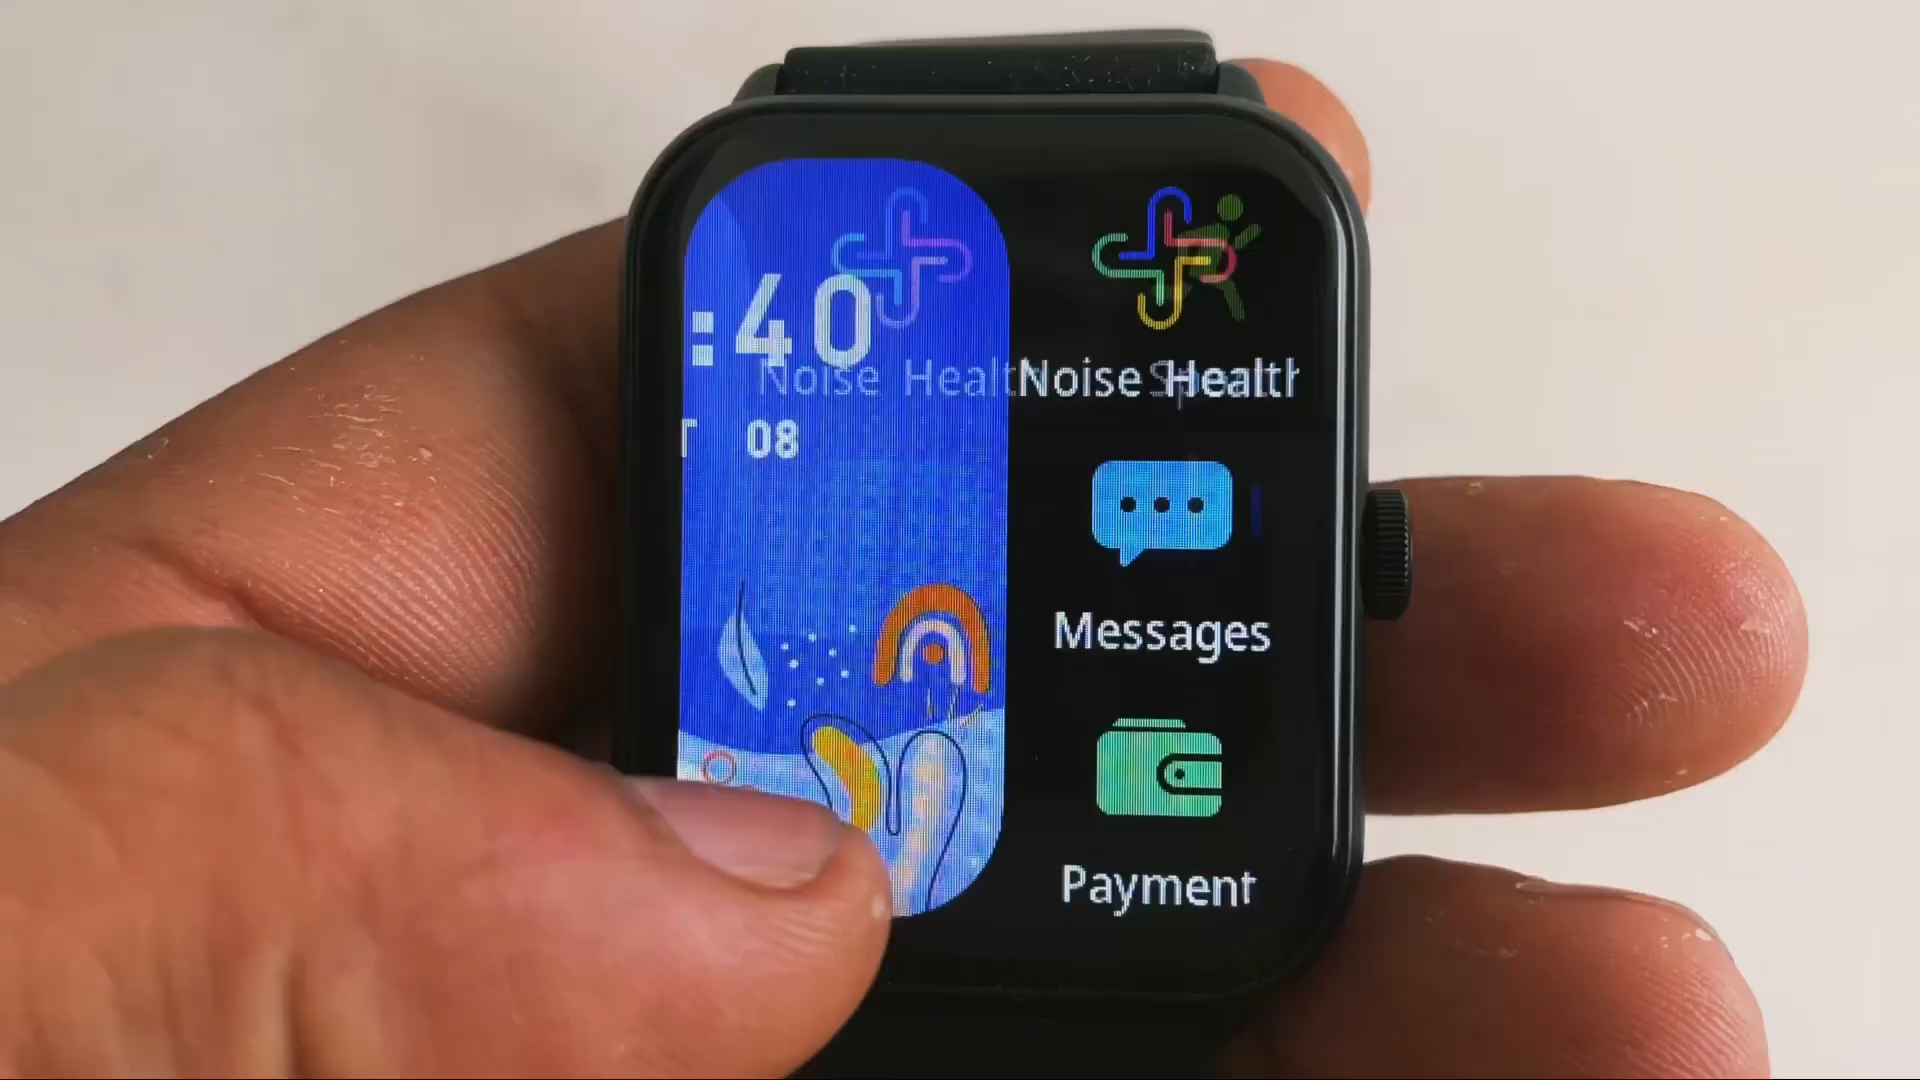 :40
Noise Healt
Noise Health
T 08
Messages
Payment